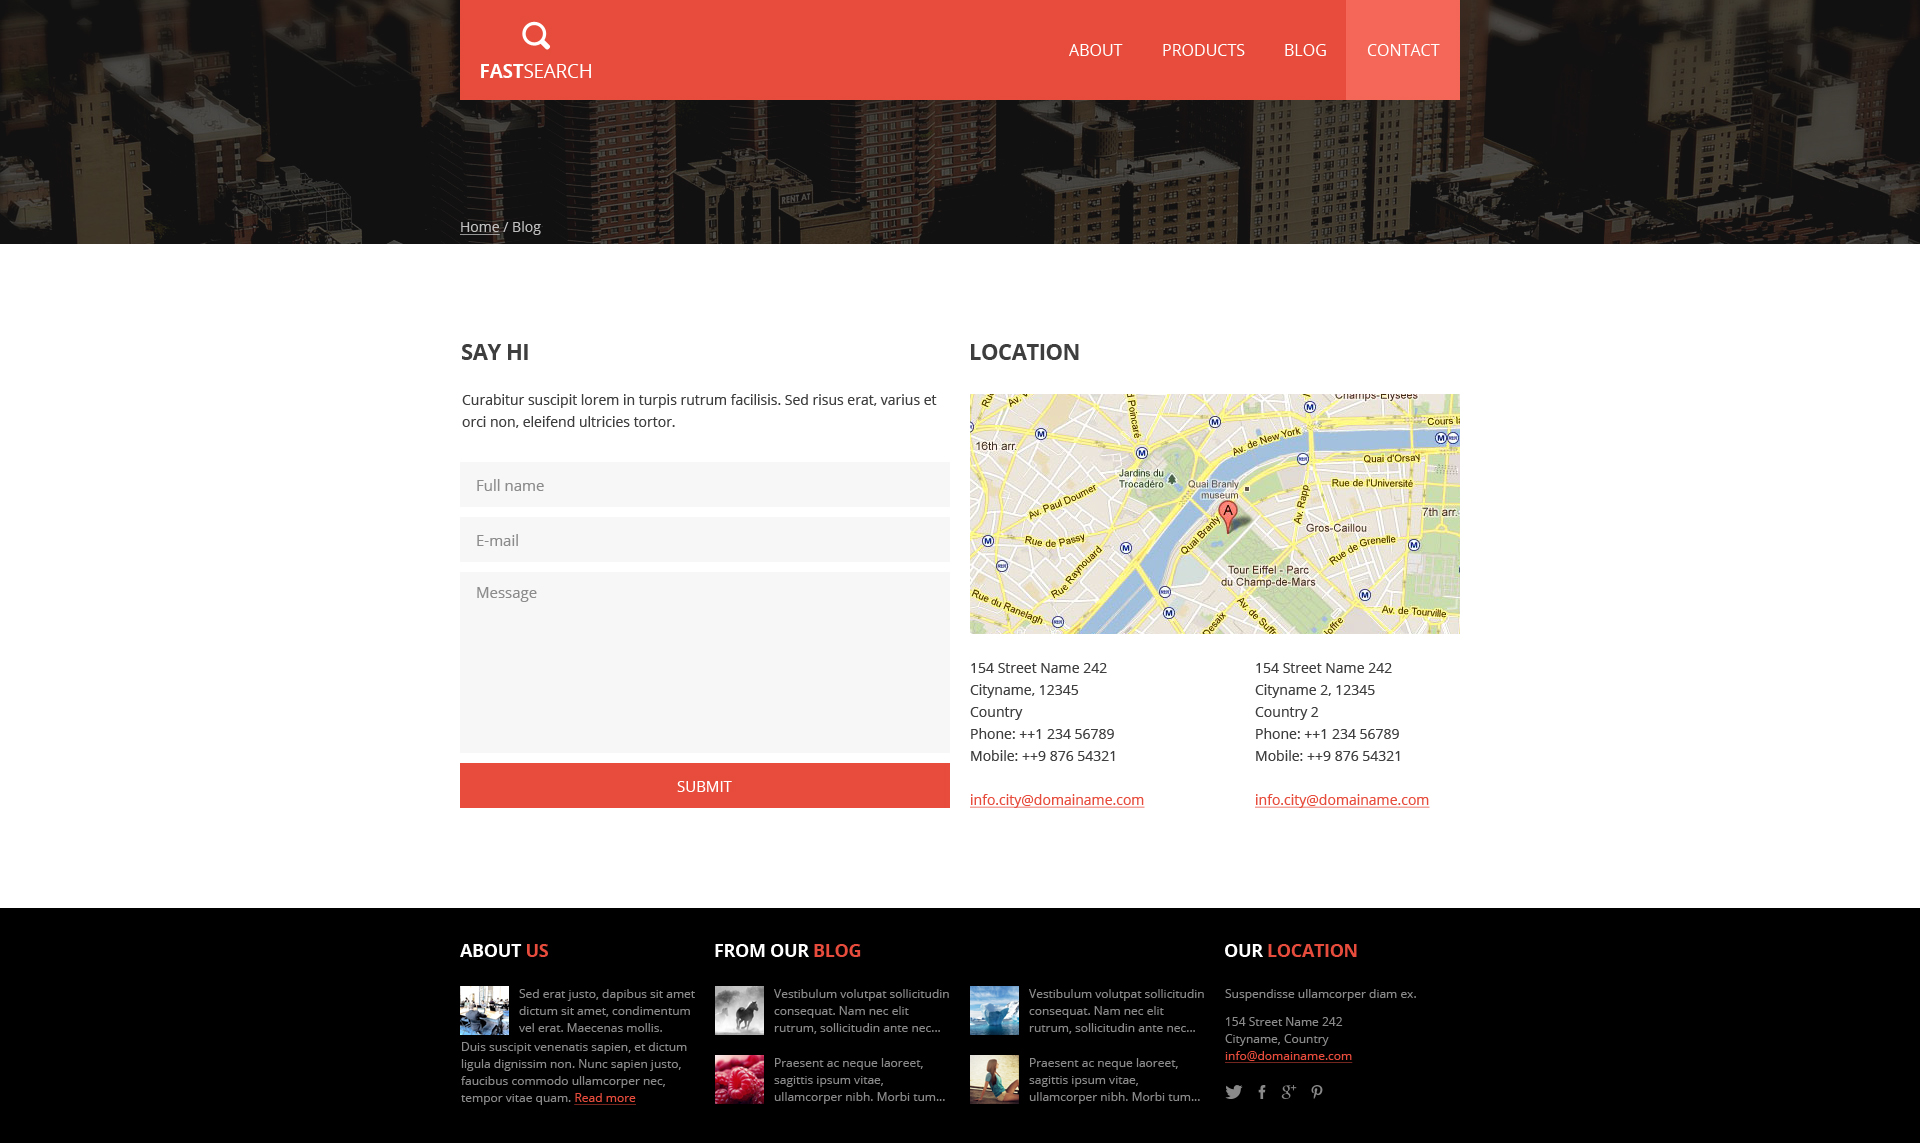 FASTSEARCH
ABOUT
PRODUCTS
BLOG
CONTACT
RENT AT
Home / Blog
SAY HI
Curabitur suscipit lorem in turpis rutrum facilisis. Sed risus erat, varius et
orci non, eleifend ultricies tortor.
Full name
E-mail
Message
SUBMIT
LOCATION
Champs-Elysees
d Poincaré
Cours la
Av. de New York
16th arr.
Quai d'Orsay
Jardins du
Trocadéro
Quai Branly
museum
Rue de l'Université
Av. Paul Doumer
Av. Rapp
7th arr.
A
Gros-Caillou
Quai Branly
Rue de Passy
Rue de Grenelle
Rue Raynouard
Tour Eiffel - Parc
du Champ-de-Mars
Rue du Ranelagh
Av. de Suffr
Av. de Tourville
Desaix
154 Street Name 242
Cityname, 12345
Country
Phone: ++1 234 56789
Mobile: ++9 876 54321
info.city@domainame.com
154 Street Name 242
Cityname 2, 12345
Country 2
Phone: ++1 234 56789
Mobile: ++9 876 54321
info.city@domainame.com
ABOUT US
Sed erat justo, dapibus sit amet
dictum sit amet, condimentum
vel erat. Maecenas mollis.
Duis suscipit venenatis sapien, et dictum
ligula dignissim non. Nunc sapien justo,
faucibus commodo ullamcorper nec,
tempor vitae quam. Read more
FROM OUR BLOG
Vestibulum volutpat sollicitudin
consequat. Nam nec elit
rutrum, sollicitudin ante nec...
Praesent ac neque laoreet,
sagittis ipsum vitae,
ullamcorper nibh. Morbi tum...
Vestibulum volutpat sollicitudin
consequat. Nam nec elit
rutrum, sollicitudin ante nec...
Praesent ac neque laoreet,
sagittis ipsum vitae,
ullamcorper nibh. Morbi tum...
OUR LOCATION
Suspendisse ullamcorper diam ex.
154 Street Name 242
Cityname, Country
info@domainame.com